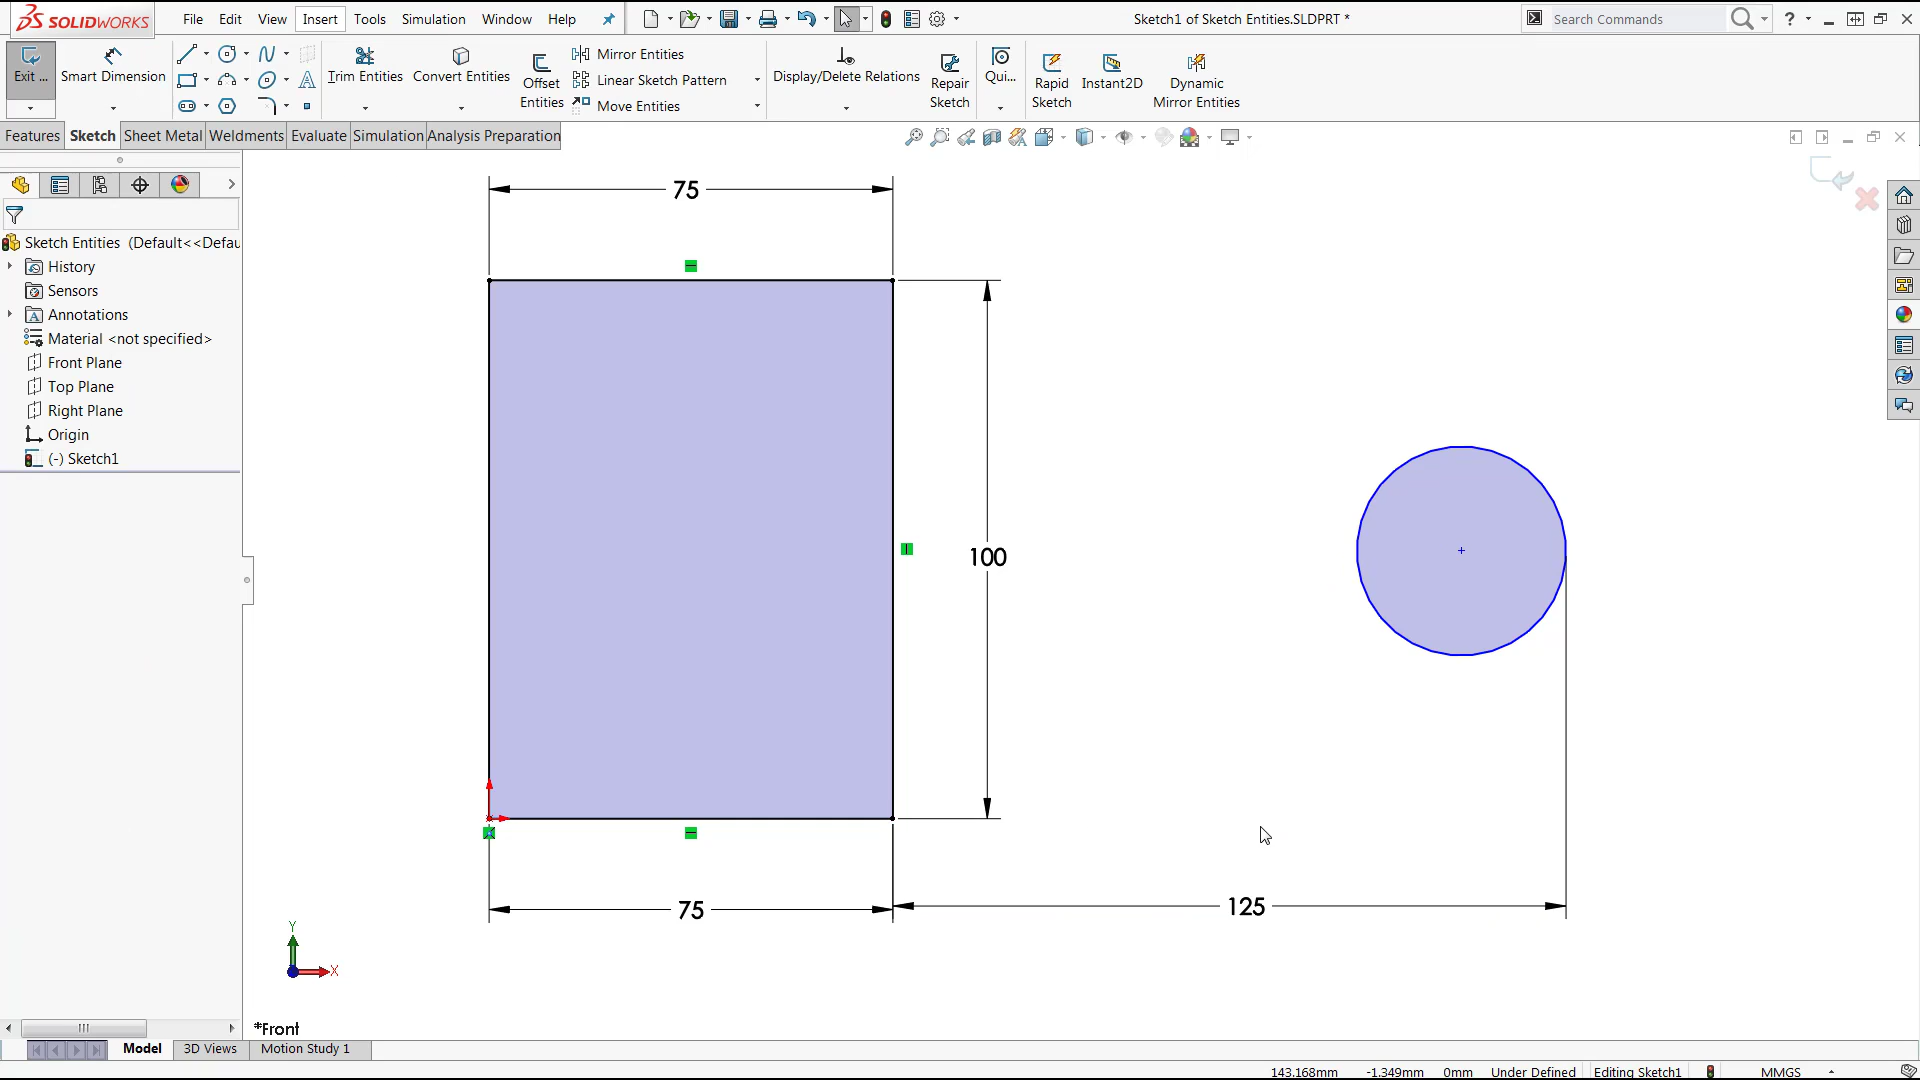 SOLIDWORKS File Edit View Insert Tools Simulation Window Help Sketch1 of Sketch Entities.SLDPRT * Search Commands ?
Exit ... Smart Dimension Trim Entities Convert Entities Offset Entities Mirror Entities Display/Delete Relations Repair Sketch Qui... Rapid Sketch Instant2D Dynamic Mirror Entities
Linear Sketch Pattern
Move Entities
Features Sketch Sheet Metal Weldments Evaluate Simulation Analysis Preparation
Sketch Entities (Default<<Defau
History
Sensors
Annotations
Material <not specified>
Front Plane
Top Plane
Right Plane
Origin
(-) Sketch1
75
100
75
125
Y
X
*Front
Model 3D Views Motion Study 1
143.168mm -1.349mm 0mm Under Defined Editing Sketch1 MMGS